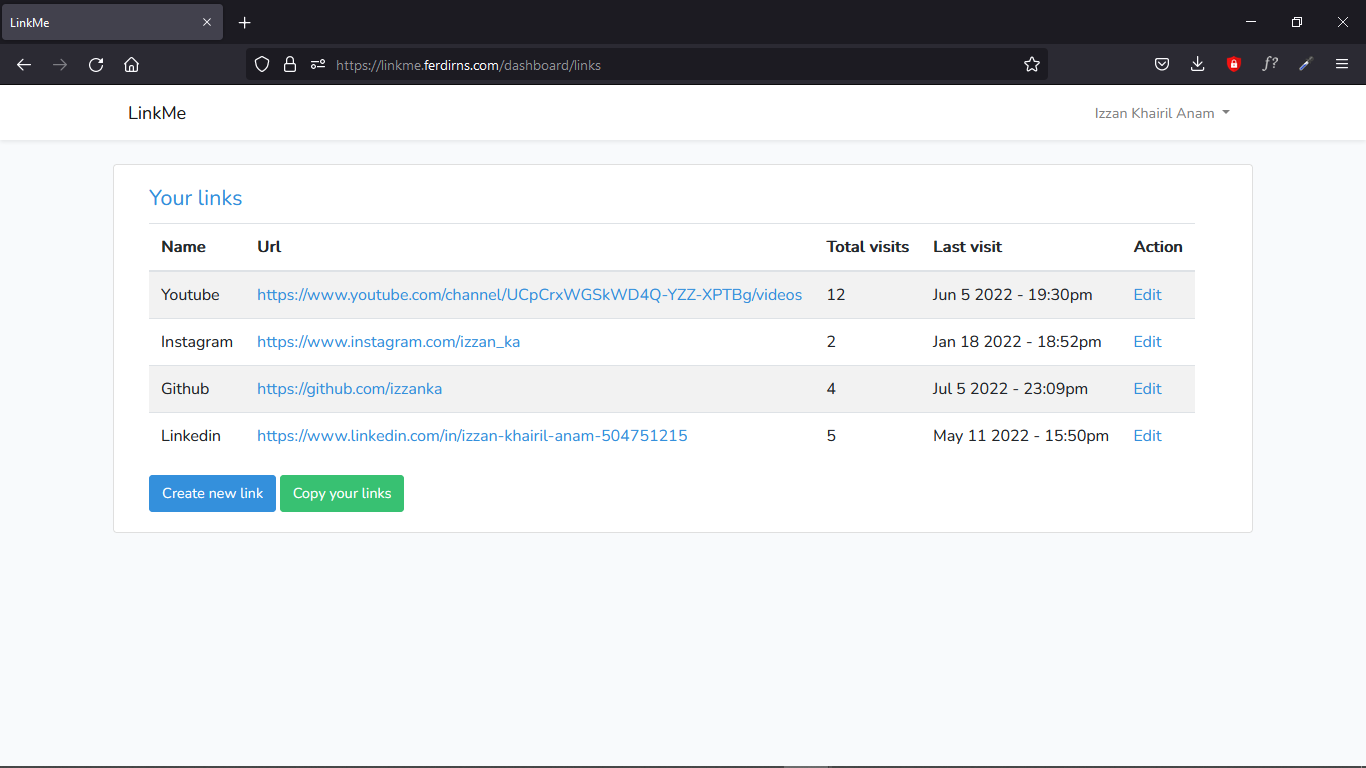 LinkMe
https://linkme.ferdirns.com/dashboard/links
f?
LinkMe Izzan Khairil Anam
Your links
Name Url Total visits Last visit Action
Youtube https://www.youtube.com/channel/UCpCrxWGSkWD4Q-YZZ-XPTBg/videos 12 Jun 5 2022 - 19:30pm Edit
Instagram https://www.instagram.com/izzan_ka 2 Jan 18 2022 - 18:52pm Edit
Github https://github.com/izzanka 4 Jul 5 2022 - 23:09pm Edit
Linkedin https://www.linkedin.com/in/izzan-khairil-anam-504751215 5 May 11 2022 - 15:50pm Edit
Create new link Copy your links